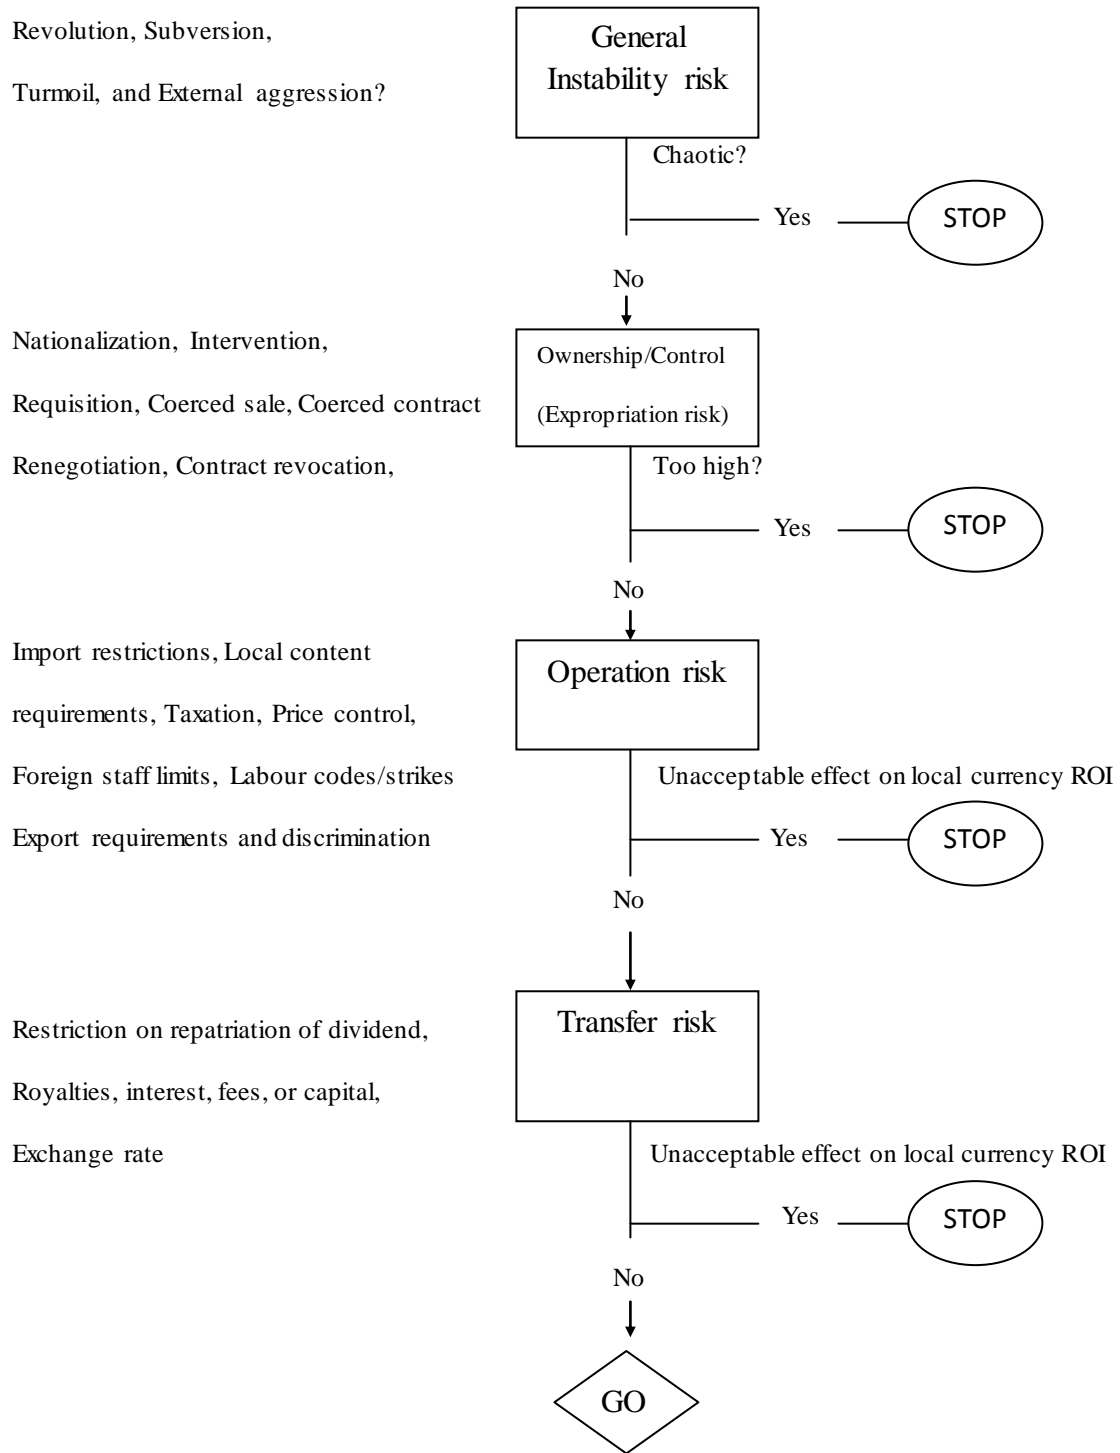 Revolution, Subversion,
Turmoil, and External aggression?
General
Instability risk
Chaotic?
Yes
STOP
No
Nationalization, Intervention,
Requisition, Coerced sale, Coerced contract
Renegotiation, Contract revocation,
Ownership/Control
(Expropriation risk)
Too high?
Yes
STOP
No
Import restrictions, Local content
requirements, Taxation, Price control,
Foreign staff limits, Labour codes/strikes
Export requirements and discrimination
Operation risk
Unacceptable effect on local currency ROI
Yes
STOP
No
Restriction on repatriation of dividend,
Royalties, interest, fees, or capital,
Exchange rate
Transfer risk
Unacceptable effect on local currency ROI
Yes
STOP
No
GO